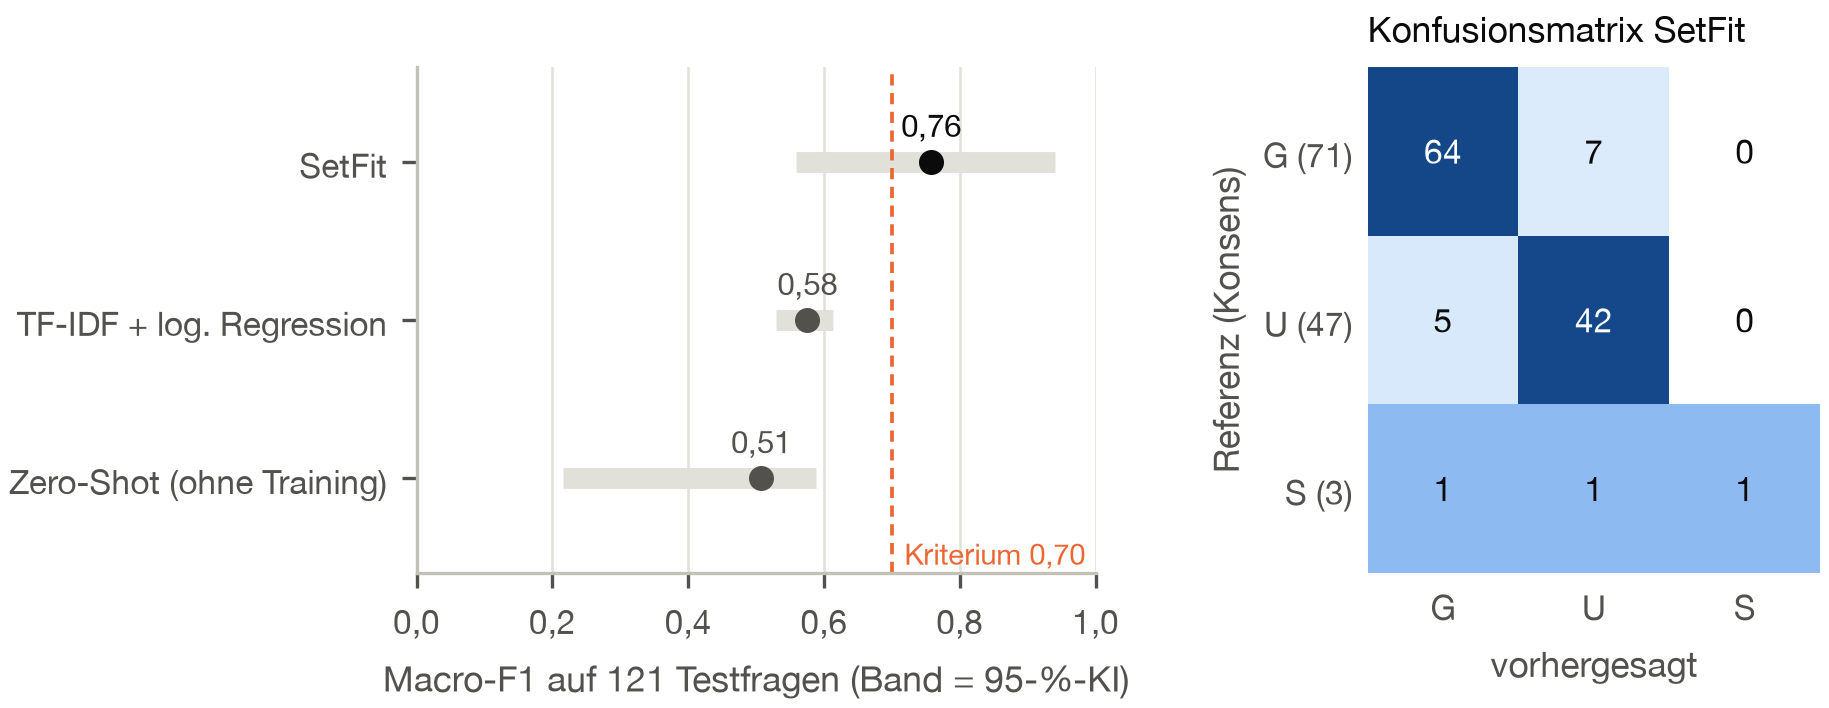 SetFit
0,76
TF-IDF + log. Regression
0,58
Zero-Shot (ohne Training)
0,51
Kriterium 0,70
0,0 0,2 0,4 0,6 0,8 1,0
Macro-F1 auf 121 Testfragen (Band = 95-%-KI)
Konfusionsmatrix SetFit
Referenz (Konsens)
G (71) 64 7 0
U (47) 5 42 0
S (3) 1 1 1
G U S
vorhergesagt